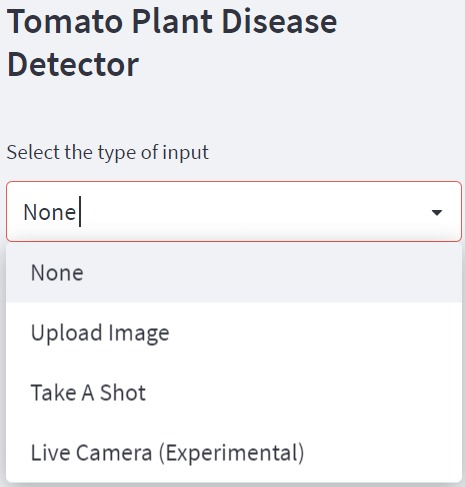 Tomato Plant Disease
Detector
Select the type of input
None
None
Upload Image
Take A Shot
Live Camera (Experimental)